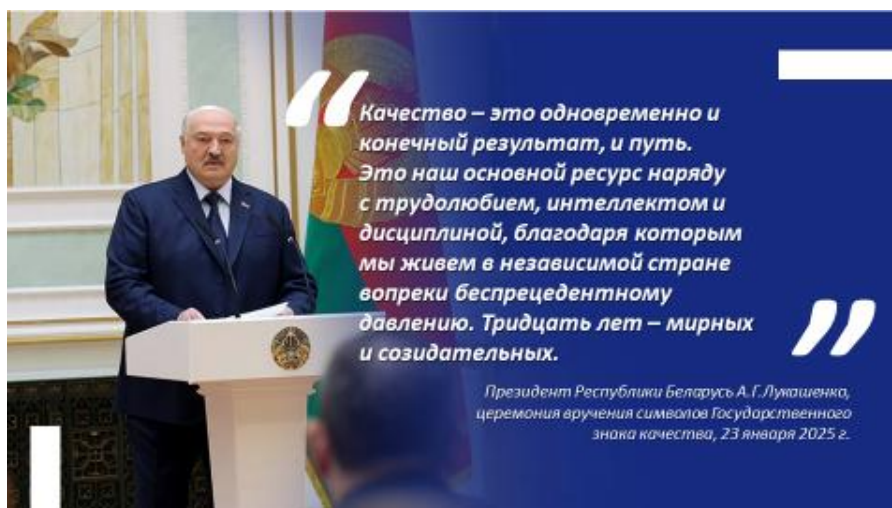 Качество – это одновременно и
конечный результат, и путь.
Это наш основной ресурс наряду
с трудолюбием, интеллектом и
дисциплиной, благодаря которым
мы живем в независимой стране
вопреки беспрецедентному
давлению. Тридцать лет – мирных
и созидательных.
Президент Республики Беларусь А.Г.Лукашенко,
церемония вручения символов Государственного
знака качества, 23 января 2025 г.